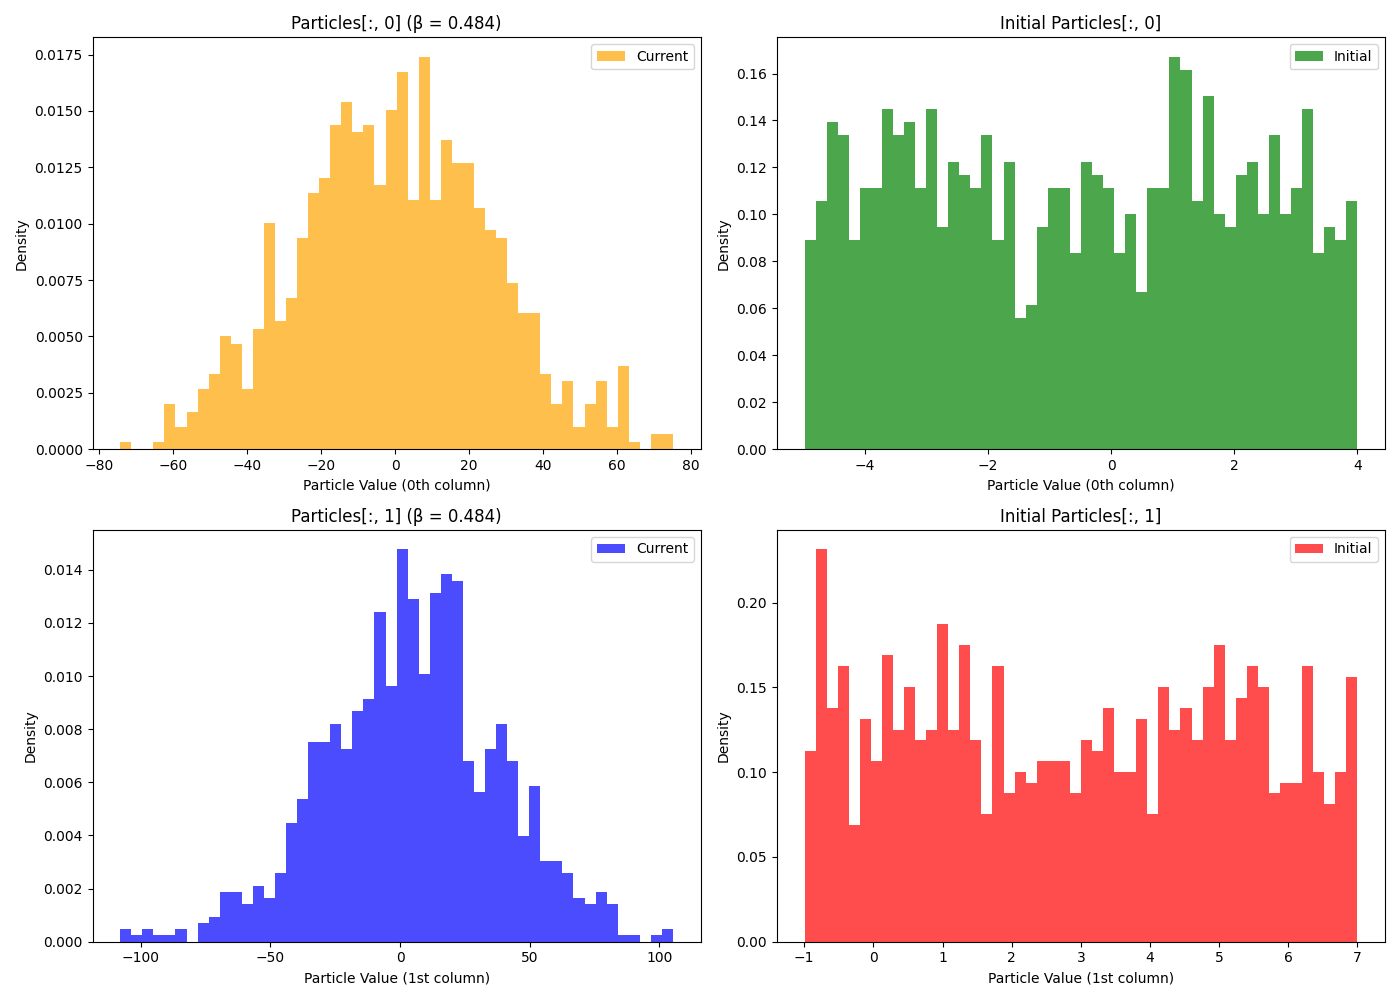 Particles[:, 0] (β = 0.484)
Current
Density
0.0175
0.0150
0.0125
0.0100
0.0075
0.0050
0.0025
0.0000
−80 −60 −40 −20 0 20 40 60 80
Particle Value (0th column)
Initial Particles[:, 0]
Initial
Density
0.16
0.14
0.12
0.10
0.08
0.06
0.04
0.02
0.00
−4 −2 0 2 4
Particle Value (0th column)
Particles[:, 1] (β = 0.484)
Current
Density
0.014
0.012
0.010
0.008
0.006
0.004
0.002
0.000
−100 −50 0 50 100
Particle Value (1st column)
Initial Particles[:, 1]
Initial
Density
0.20
0.15
0.10
0.05
0.00
−1 0 1 2 3 4 5 6 7
Particle Value (1st column)